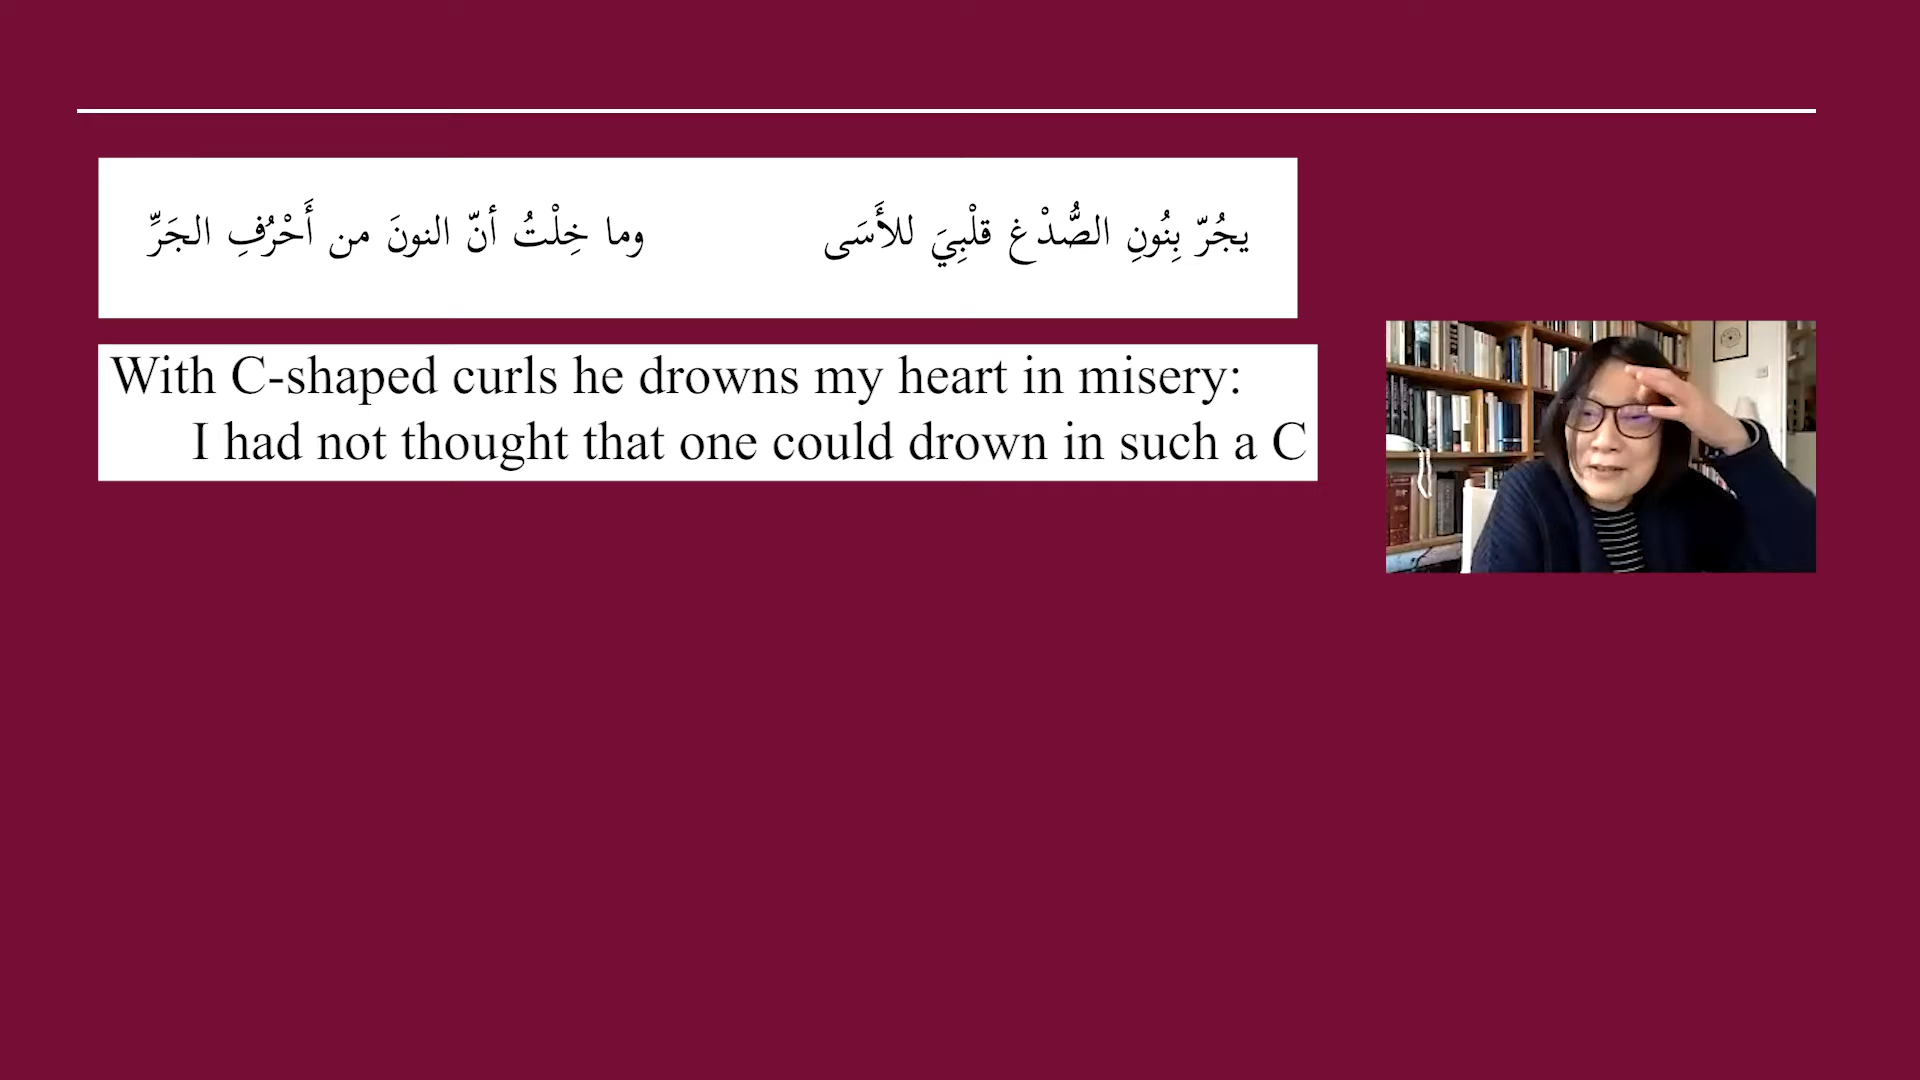 يجُرّ بِنُونِ الصُّدْغ قلْبِيَ للأَسَى وما خِلْتُ أنّ النونَ من أَحْرُفِ الجَرِّ
With C-shaped curls he drowns my heart in misery:
I had not thought that one could drown in such a C